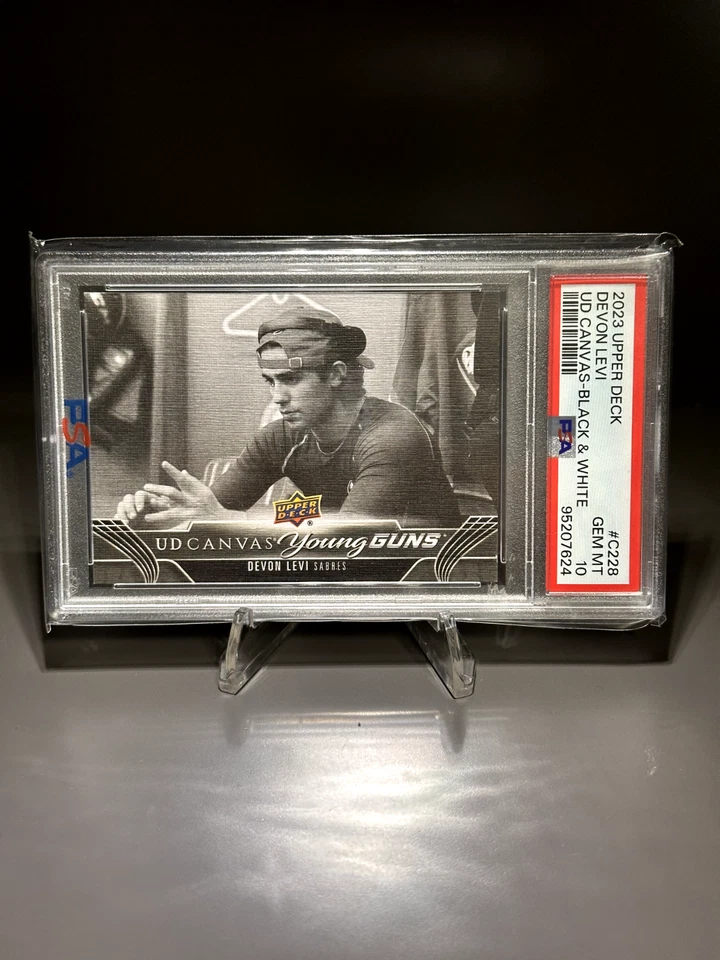 PSA
UPPER
D·E·C·K
®
UD CANVAS® Young GUNS
DEVON LEVI SABRES
2023 UPPER DECK
DEVON LEVI
UD CANVAS-BLACK & WHITE
PSA
#C228
GEM MT
10
95207624